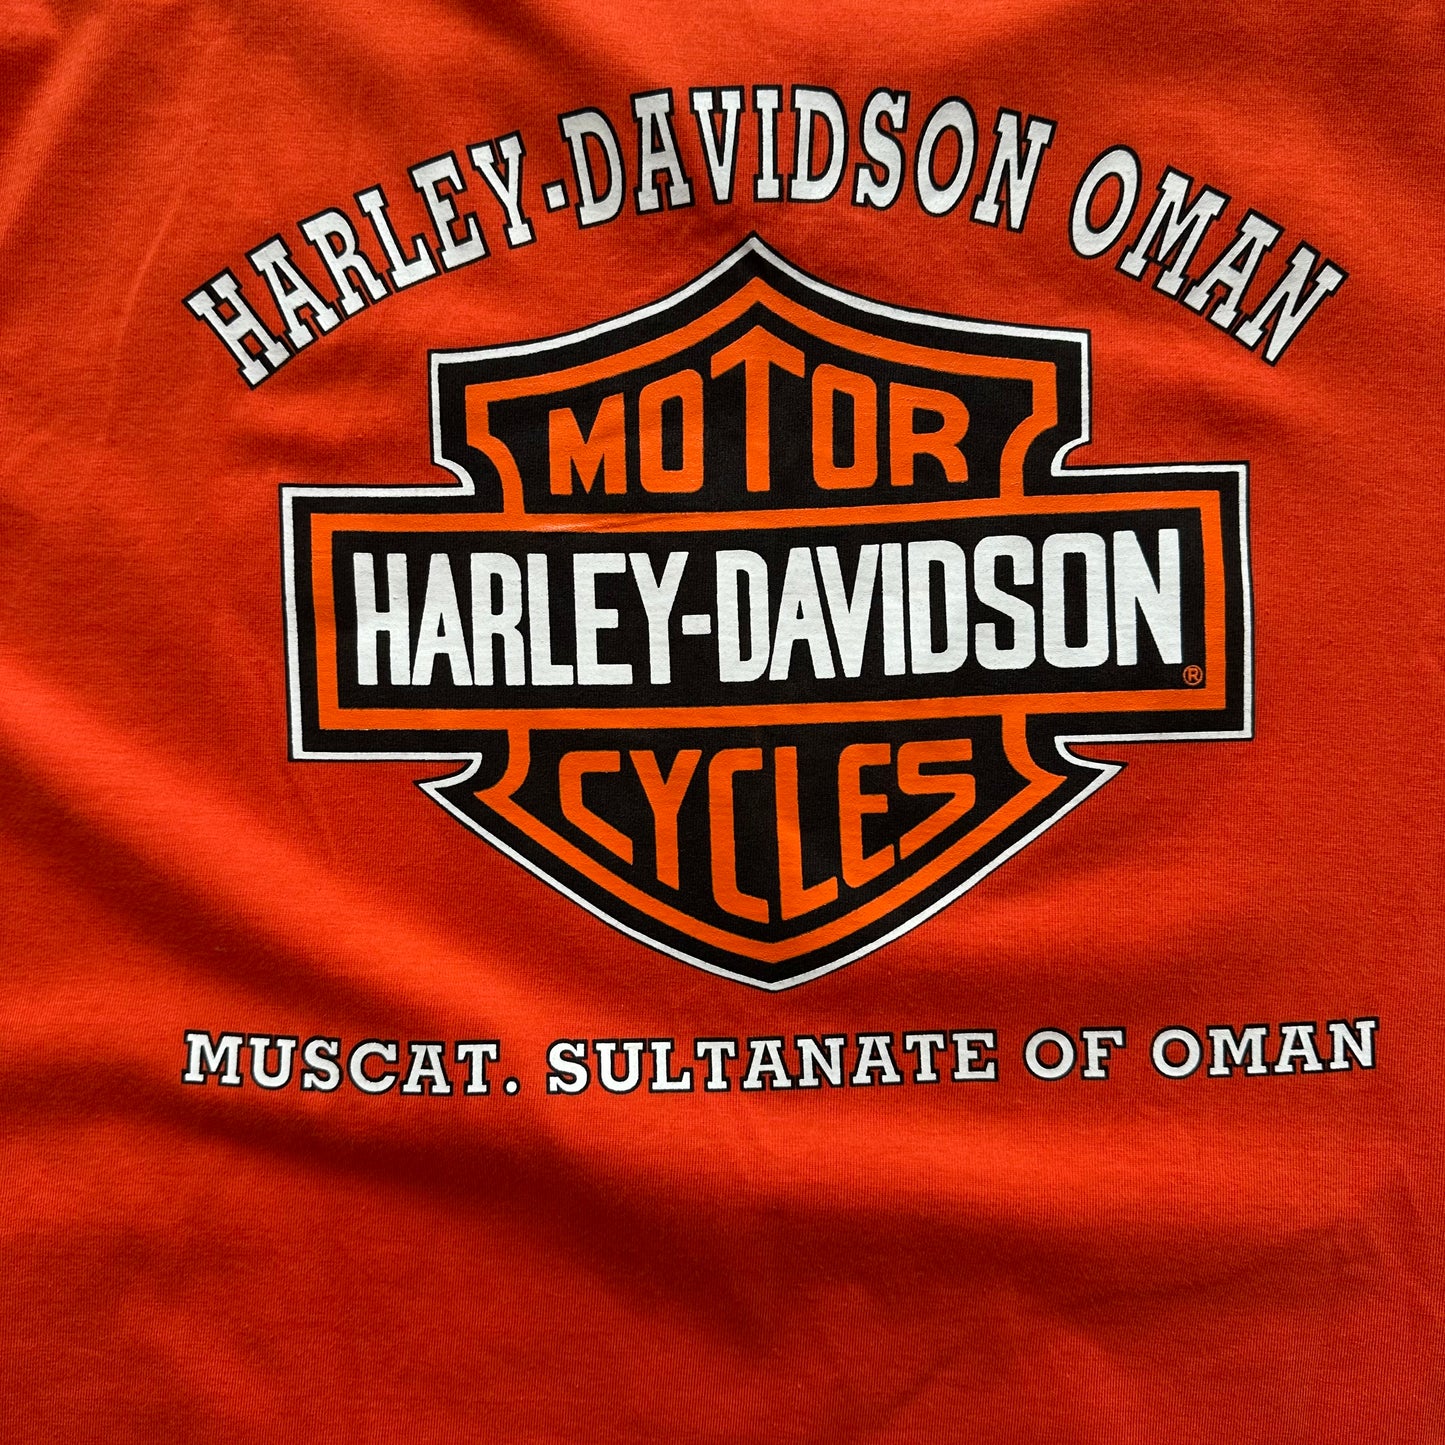 HARLEY-DAVIDSON OMAN
MOTOR
HARLEY-DAVIDSON
®
CYCLES
MUSCAT. SULTANATE OF OMAN